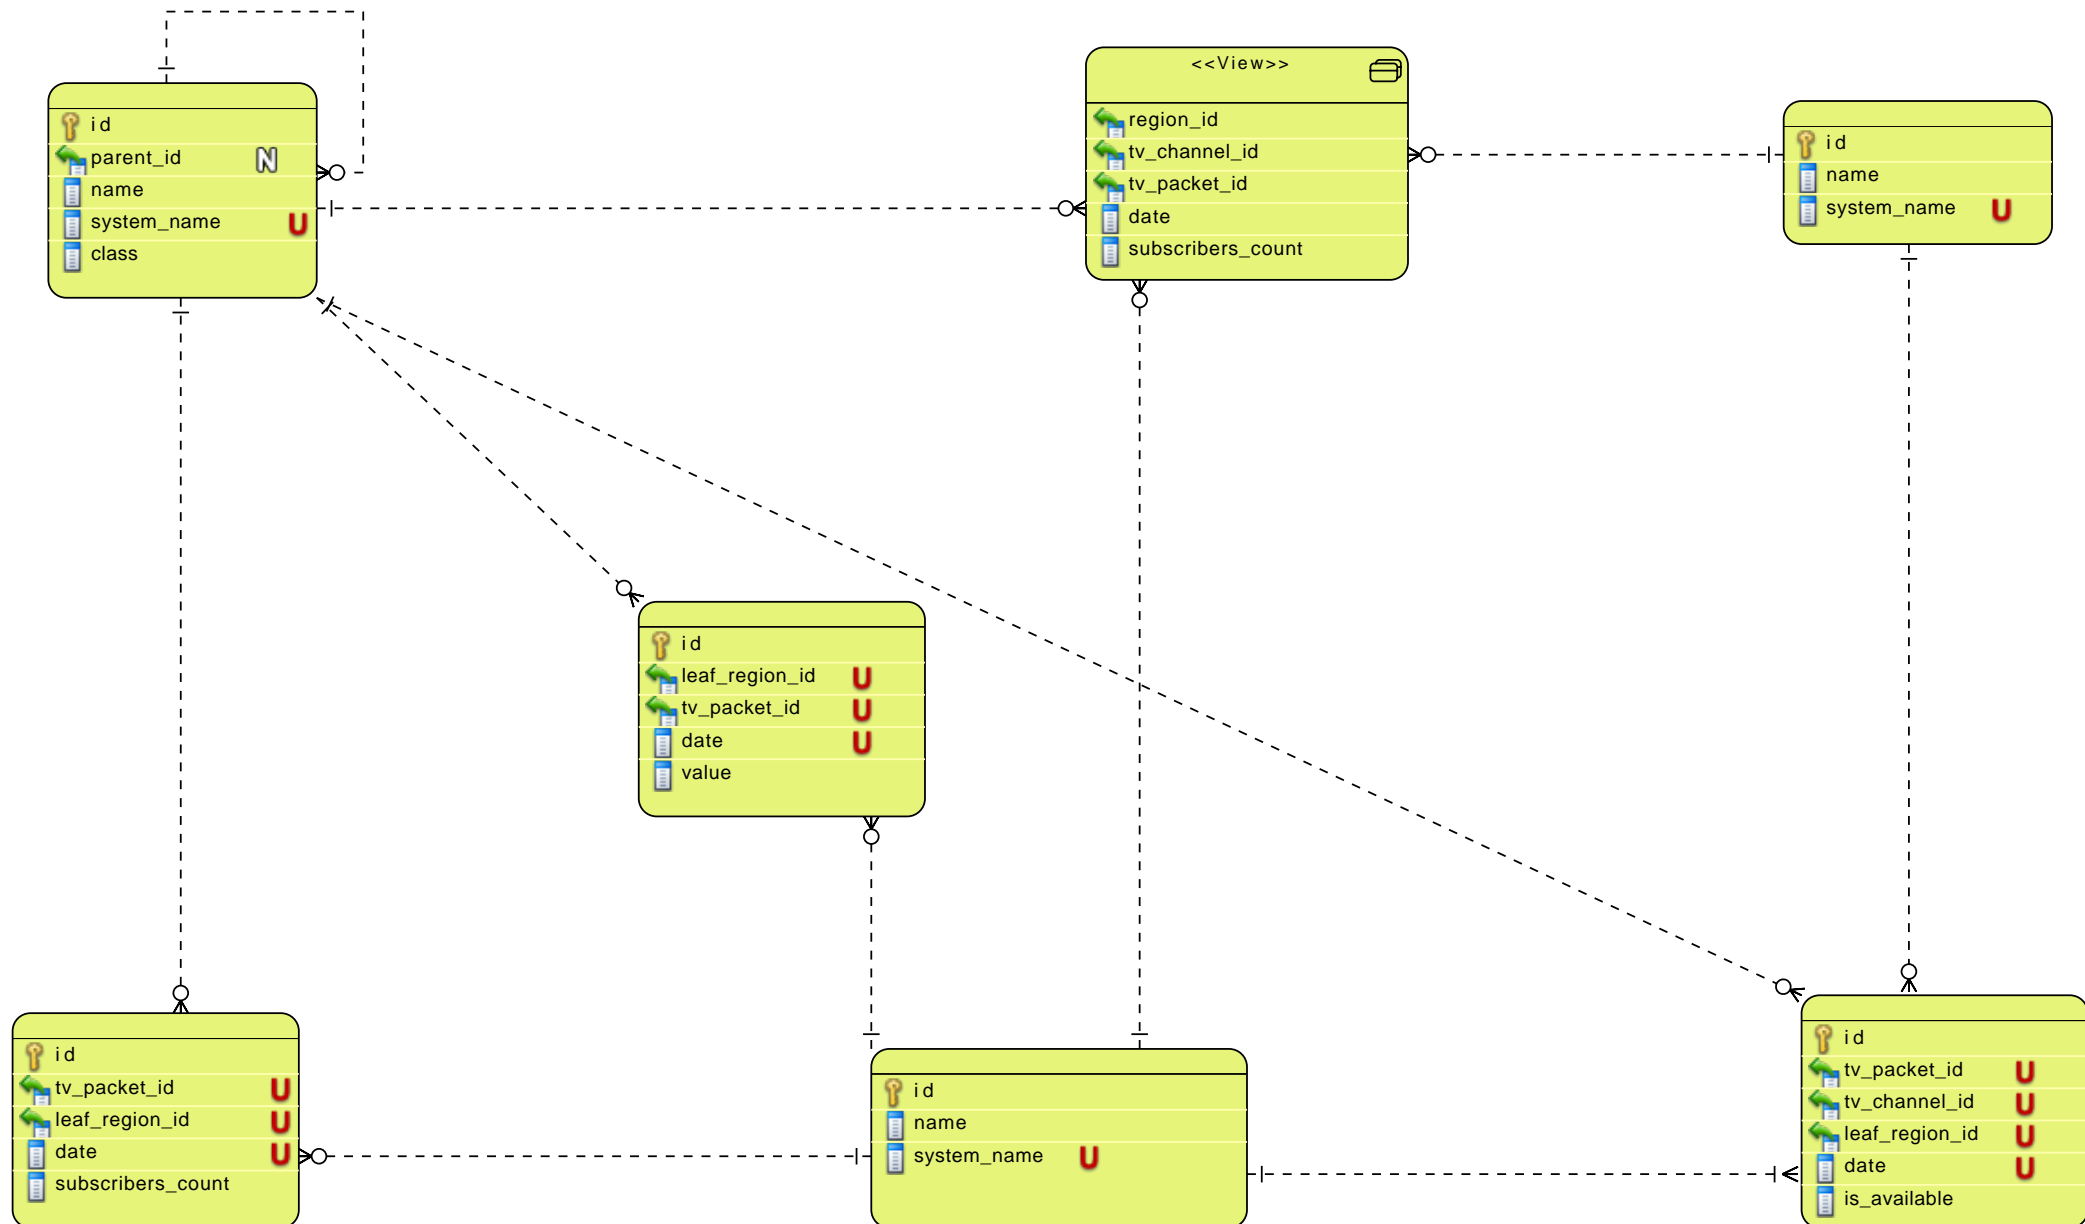 id
parent_id N
name
system_name U
class
<<View>>
region_id
tv_channel_id
tv_packet_id
date
subscribers_count
id
name
system_name U
id
leaf_region_id U
tv_packet_id U
date U
value
id
tv_packet_id U
leaf_region_id U
date U
subscribers_count
id
name
system_name U
id
tv_packet_id U
tv_channel_id U
leaf_region_id U
date U
is_available